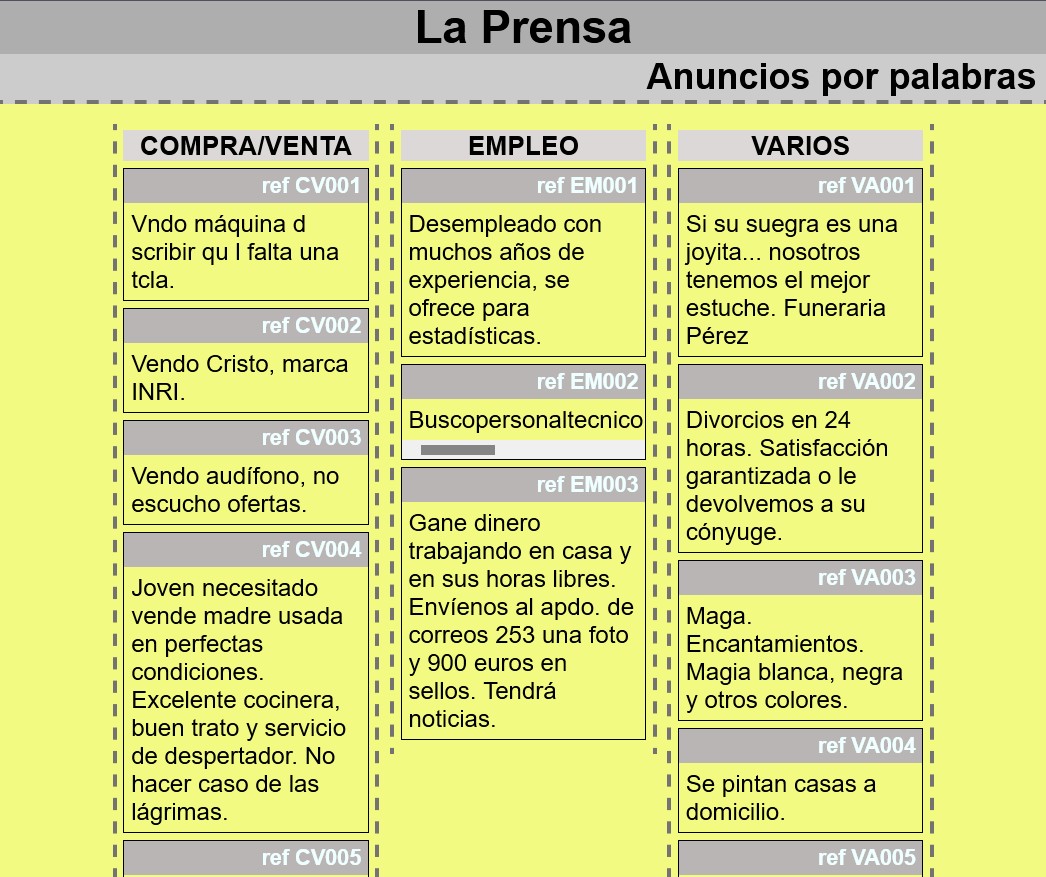 La Prensa
Anuncios por palabras
COMPRA/VENTA
ref CV001
Vndo máquina d
scribir qu l falta una
tcla.
ref CV002
Vendo Cristo, marca
INRI.
ref CV003
Vendo audífono, no
escucho ofertas.
ref CV004
Joven necesitado
vende madre usada
en perfectas
condiciones.
Excelente cocinera,
buen trato y servicio
de despertador. No
hacer caso de las
lágrimas.
ref CV005
EMPLEO
ref EM001
Desempleado con
muchos años de
experiencia, se
ofrece para
estadísticas.
ref EM002
Buscopersonaltecnico
ref EM003
Gane dinero
trabajando en casa y
en sus horas libres.
Envíenos al apdo. de
correos 253 una foto
y 900 euros en
sellos. Tendrá
noticias.
VARIOS
ref VA001
Si su suegra es una
joyita... nosotros
tenemos el mejor
estuche. Funeraria
Pérez
ref VA002
Divorcios en 24
horas. Satisfacción
garantizada o le
devolvemos a su
cónyuge.
ref VA003
Maga.
Encantamientos.
Magia blanca, negra
y otros colores.
ref VA004
Se pintan casas a
domicilio.
ref VA005